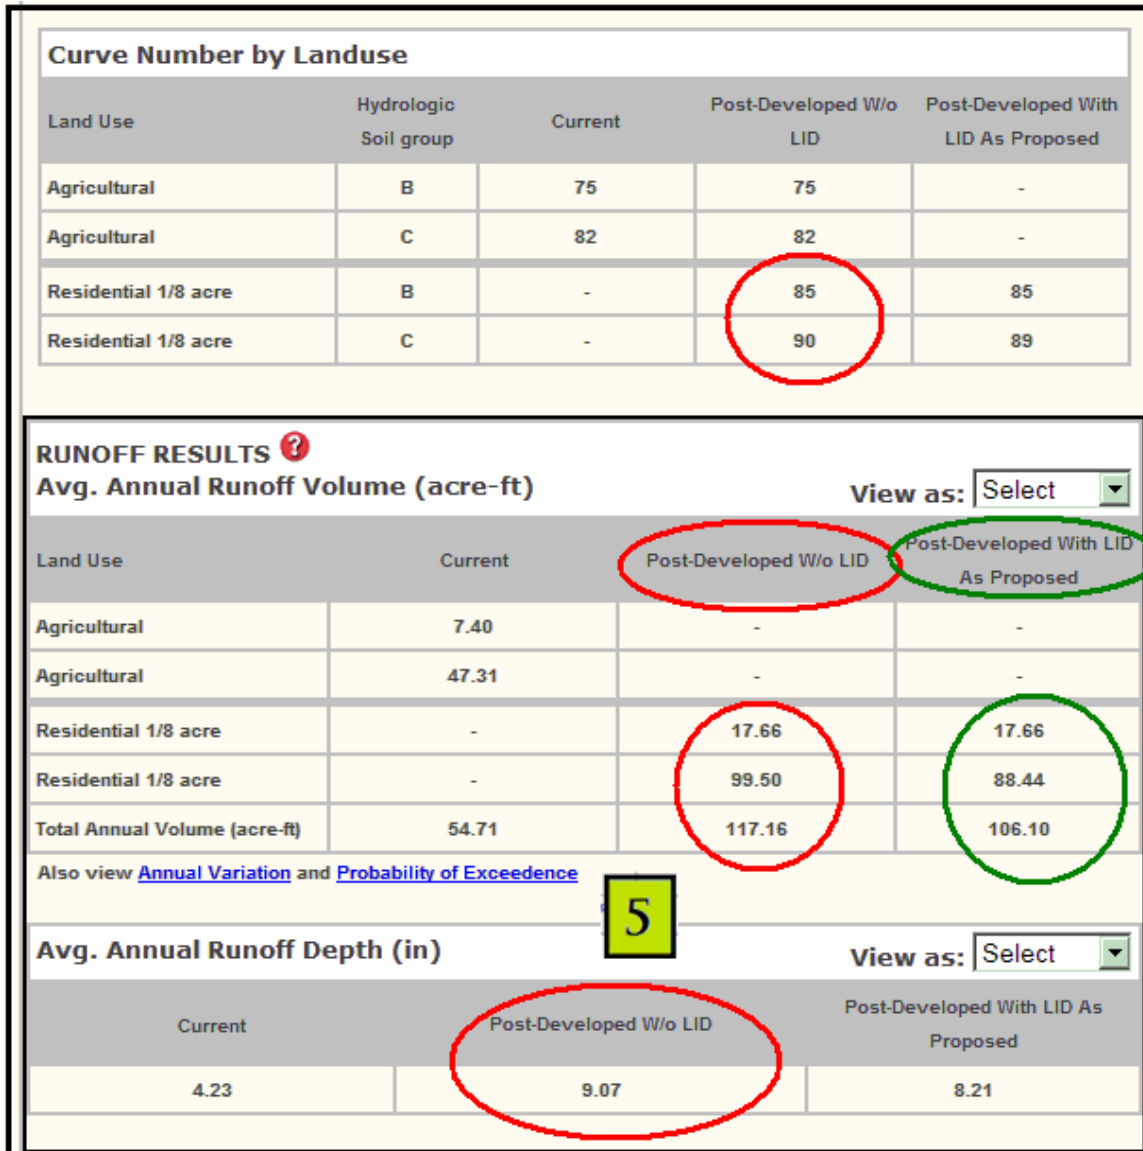 Curve Number by Landuse
Land Use Hydrologic Soil group Current Post-Developed W/o LID Post-Developed With LID As Proposed
Agricultural B 75 75 -
Agricultural C 82 82 -
Residential 1/8 acre B - 85 85
Residential 1/8 acre C - 90 89
RUNOFF RESULTS ?
Avg. Annual Runoff Volume (acre-ft) View as: Select
Land Use Current Post-Developed W/o LID Post-Developed With LID As Proposed
Agricultural 7.40 - -
Agricultural 47.31 - -
Residential 1/8 acre - 17.66 17.66
Residential 1/8 acre - 99.50 88.44
Total Annual Volume (acre-ft) 54.71 117.16 106.10
Also view Annual Variation and Probability of Exceedence
5
Avg. Annual Runoff Depth (in) View as: Select
Current Post-Developed W/o LID Post-Developed With LID As Proposed
4.23 9.07 8.21